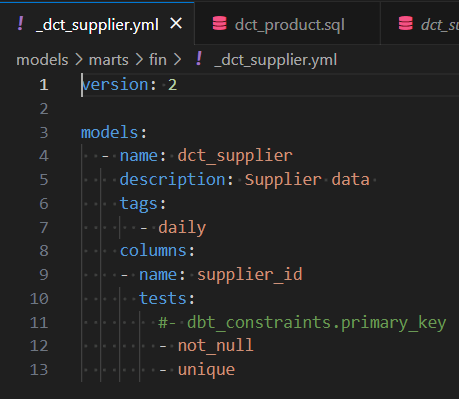 _dct_supplier.yml dct_product.sql dct_su
models > marts > fin > ! _dct_supplier.yml
1 version: 2
2
3 models:
4 - name: dct_supplier
5 description: Supplier data
6 tags:
7 - daily
8 columns:
9 - name: supplier_id
10 tests:
11 #- dbt_constraints.primary_key
12 - not_null
13 - unique